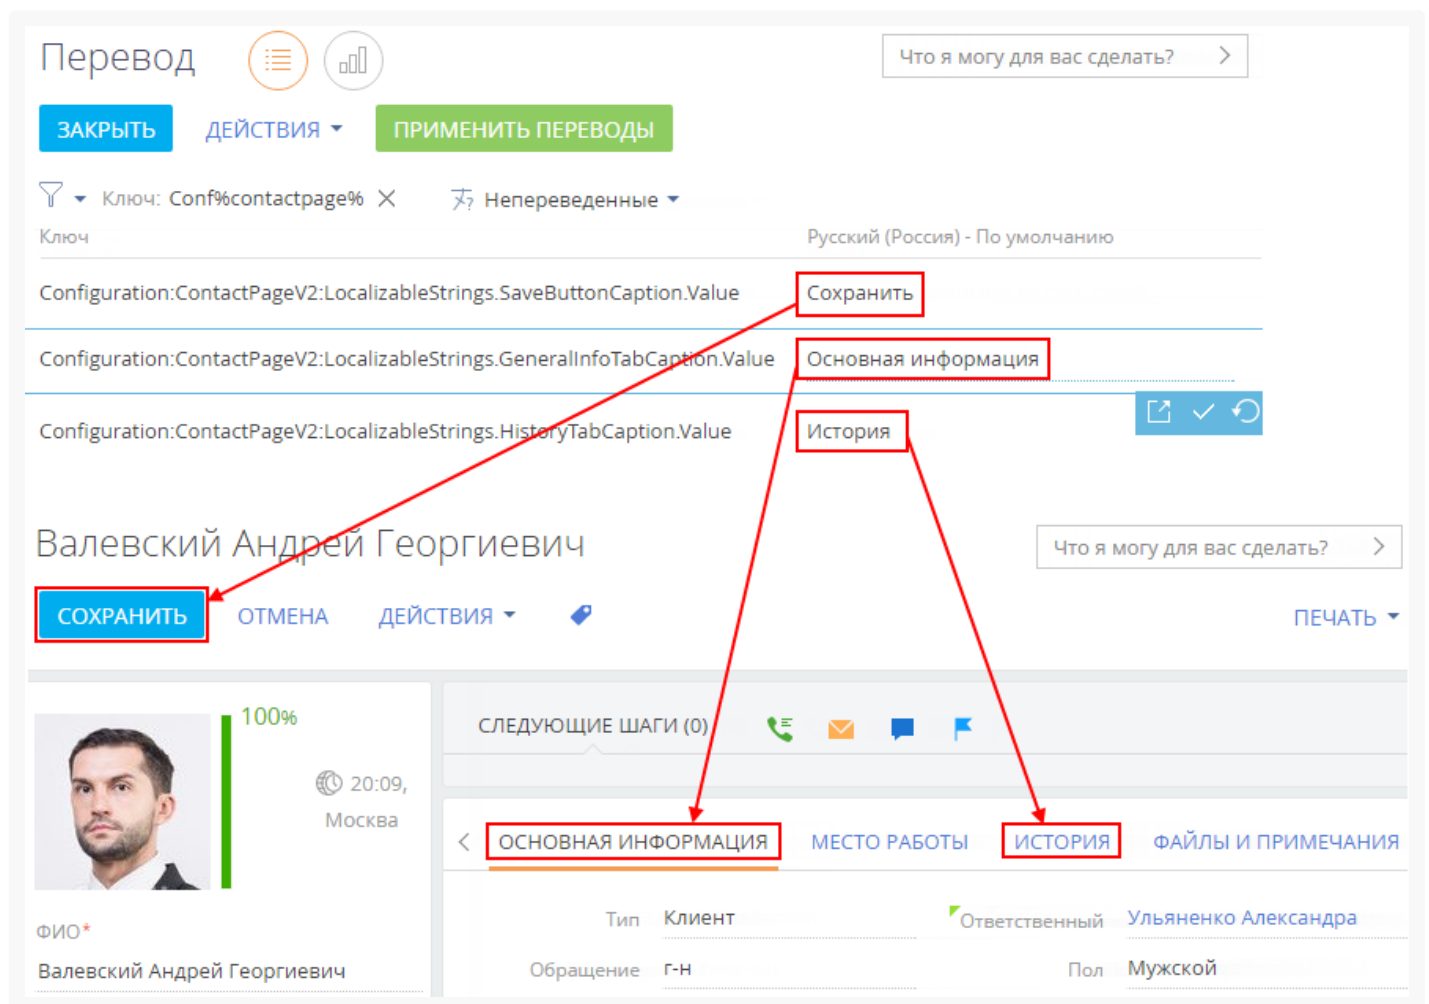 Перевод
Что я могу для вас сделать?
ЗАКРЫТЬ ДЕЙСТВИЯ ПРИМЕНИТЬ ПЕРЕВОДЫ
Ключ: Conf%contactpage% Непереведенные
Ключ Русский (Россия) - По умолчанию
Configuration:ContactPageV2:LocalizableStrings.SaveButtonCaption.Value Сохранить
Configuration:ContactPageV2:LocalizableStrings.GeneralInfoTabCaption.Value Основная информация
Configuration:ContactPageV2:LocalizableStrings.HistoryTabCaption.Value История
Валевский Андрей Георгиевич
Что я могу для вас сделать?
СОХРАНИТЬ ОТМЕНА ДЕЙСТВИЯ ПЕЧАТЬ
100%
20:09,
Москва
СЛЕДУЮЩИЕ ШАГИ (0)
ОСНОВНАЯ ИНФОРМАЦИЯ МЕСТО РАБОТЫ ИСТОРИЯ ФАЙЛЫ И ПРИМЕЧАНИЯ
ФИО*
Валевский Андрей Георгиевич
Тип Клиент Ответственный Ульяненко Александра
Обращение г-н Пол Мужской